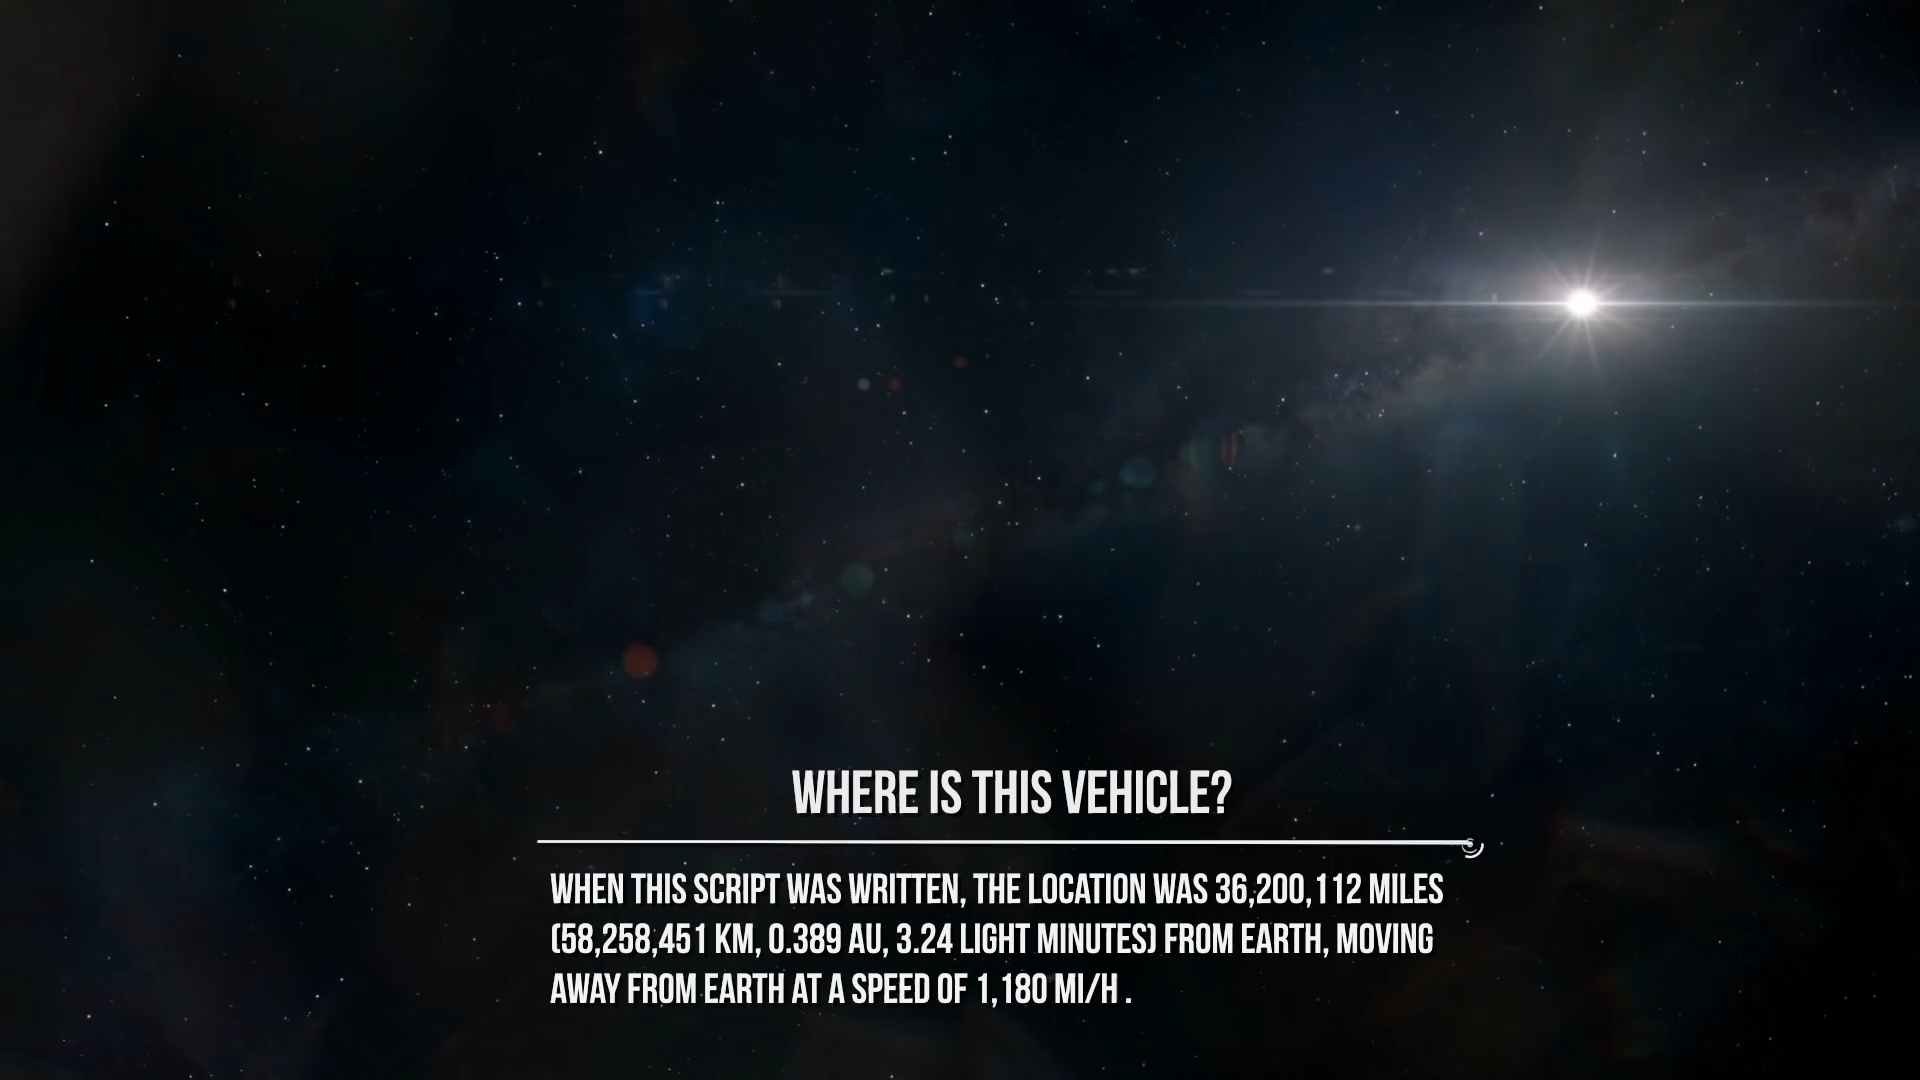 WHERE IS THIS VEHICLE?
WHEN THIS SCRIPT WAS WRITTEN, THE LOCATION WAS 36,200,112 MILES
(58,258,451 KM, 0.389 AU, 3.24 LIGHT MINUTES) FROM EARTH, MOVING
AWAY FROM EARTH AT A SPEED OF 1,180 MI/H .